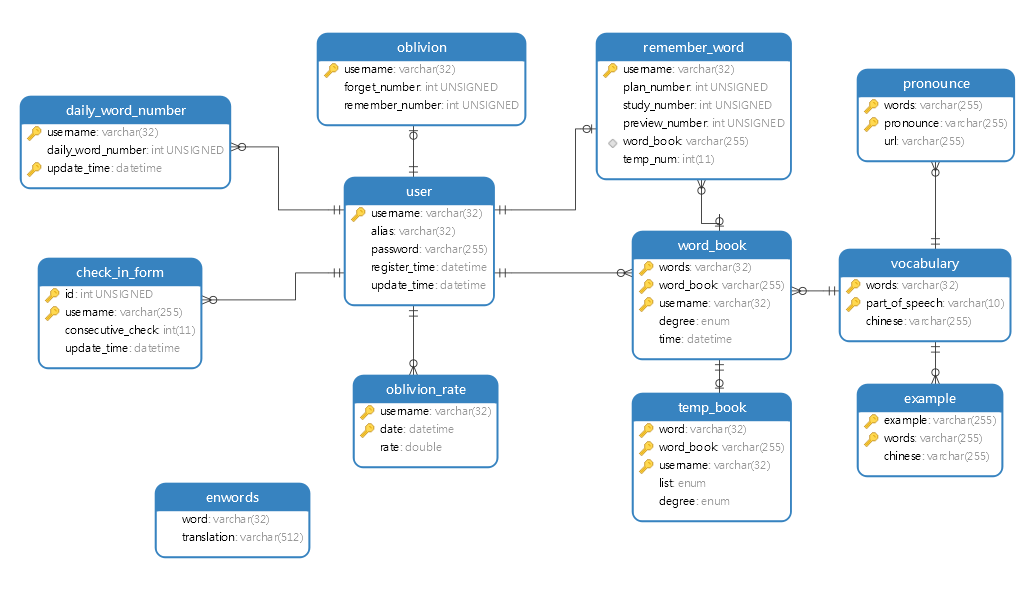 oblivion
username: varchar(32)
forget_number: int UNSIGNED
remember_number: int UNSIGNED
remember_word
username: varchar(32)
plan_number: int UNSIGNED
study_number: int UNSIGNED
preview_number: int UNSIGNED
word_book: varchar(255)
temp_num: int(11)
pronounce
words: varchar(255)
pronounce: varchar(255)
url: varchar(255)
daily_word_number
username: varchar(32)
daily_word_number: int UNSIGNED
update_time: datetime
user
username: varchar(32)
alias: varchar(32)
password: varchar(255)
register_time: datetime
update_time: datetime
word_book
words: varchar(32)
word_book: varchar(255)
username: varchar(32)
degree: enum
time: datetime
vocabulary
words: varchar(32)
part_of_speech: varchar(10)
chinese: varchar(255)
check_in_form
id: int UNSIGNED
username: varchar(255)
consecutive_check: int(11)
update_time: datetime
oblivion_rate
username: varchar(32)
date: datetime
rate: double
temp_book
word: varchar(32)
word_book: varchar(255)
username: varchar(32)
list: enum
degree: enum
example
example: varchar(255)
words: varchar(255)
chinese: varchar(255)
enwords
word: varchar(32)
translation: varchar(512)